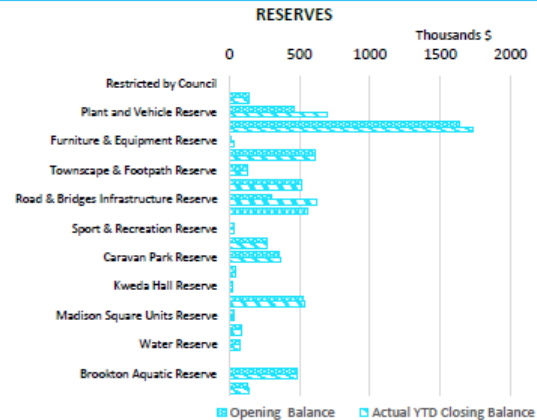 RESERVES
Thousands $
0 500 1000 1500 2000
Restricted by Council
Plant and Vehicle Reserve
Furniture & Equipment Reserve
Townscape & Footpath Reserve
Road & Bridges Infrastructure Reserve
Sport & Recreation Reserve
Caravan Park Reserve
Kweda Hall Reserve
Madison Square Units Reserve
Water Reserve
Brookton Aquatic Reserve
Opening Balance Actual YTD Closing Balance